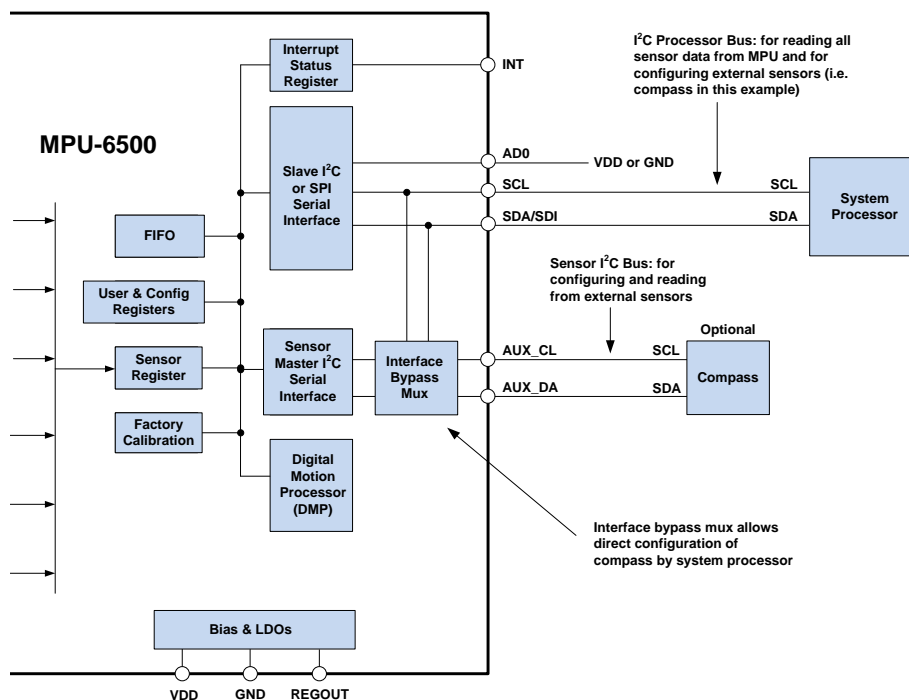 MPU-6500
Interrupt
Status
Register
INT
I²C Processor Bus: for reading all
sensor data from MPU and for
configuring external sensors (i.e.
compass in this example)
Slave I²C
or SPI
Serial
Interface
AD0
VDD or GND
SCL
SCL
SDA/SDI
SDA
System
Processor
FIFO
User & Config
Registers
Sensor
Register
Factory
Calibration
Sensor
Master I²C
Serial
Interface
Interface
Bypass
Mux
Sensor I²C Bus: for
configuring and reading
from external sensors
AUX_CL
SCL
AUX_DA
SDA
Optional
Compass
Digital
Motion
Processor
(DMP)
Interface bypass mux allows
direct configuration of
compass by system processor
Bias & LDOs
VDD
GND
REGOUT